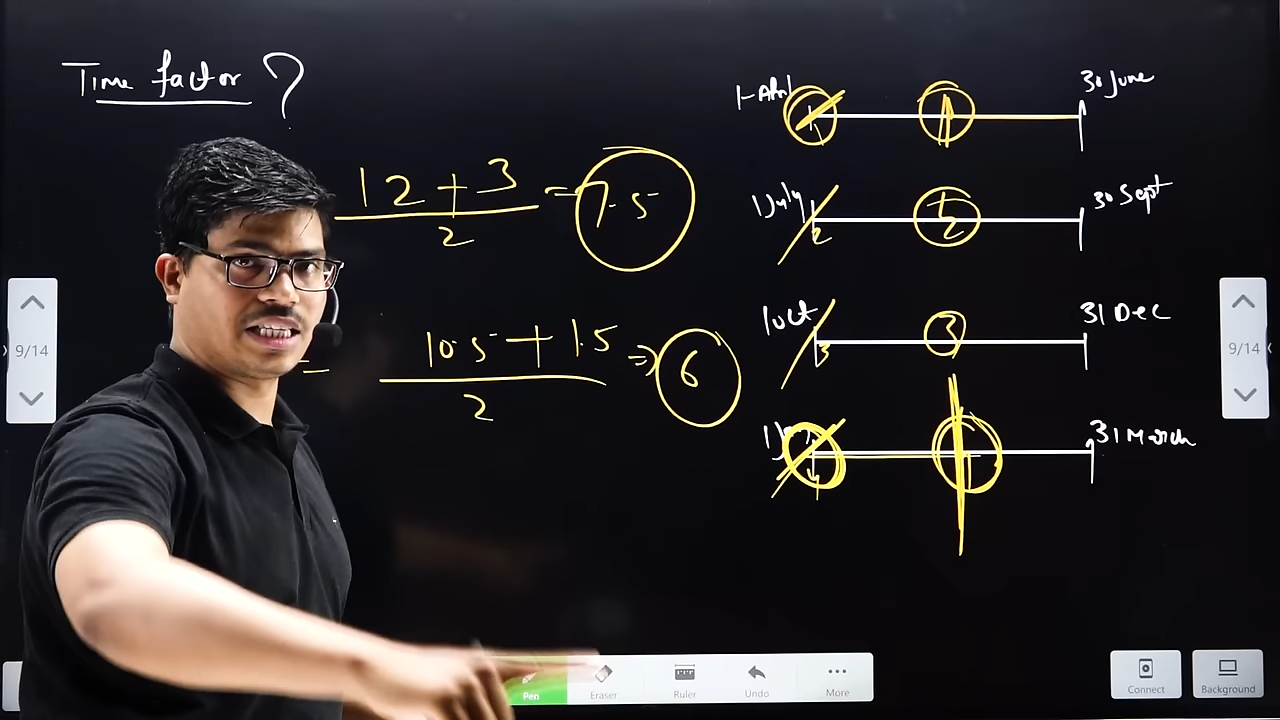 Time factor ?
12 + 3
2
= 7.5
10.5 + 1.5
2
⇒ 6
=
1-April
1
1
30 June
1 July
2
2
30 Sept
1 Oct
3
3
31 Dec
31 March
9/14
9/14
Pen
Eraser
Ruler
Undo
More
Connect
Background